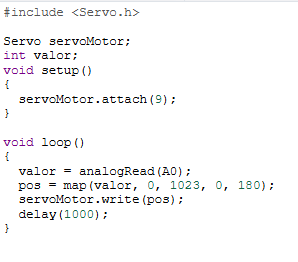 #include <Servo.h>

Servo servoMotor;
int valor;
void setup()
{
  servoMotor.attach(9);
}

void loop()
{
  valor = analogRead(A0);
  pos = map(valor, 0, 1023, 0, 180);
  servoMotor.write(pos);
  delay(1000);
}